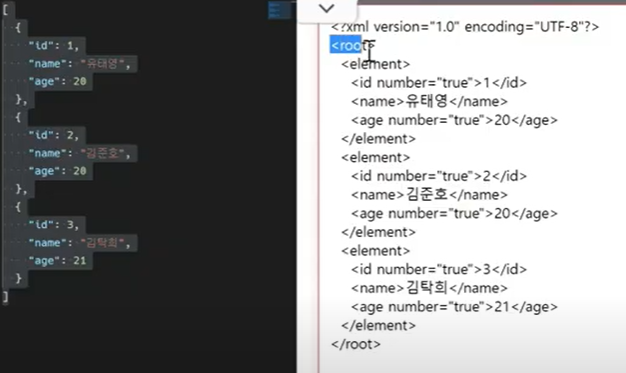 [
{
"id": 1,
"name": "유태영",
"age": 20
},
{
"id": 2,
"name": "김준호",
"age": 20
},
{
"id": 3,
"name": "김탁희",
"age": 21
}
]
<?xml version="1.0" encoding="UTF-8"?>
<root>
<element>
<id number="true">1</id>
<name>유태영</name>
<age number="true">20</age>
</element>
<element>
<id number="true">2</id>
<name>김준호</name>
<age number="true">20</age>
</element>
<element>
<id number="true">3</id>
<name>김탁희</name>
<age number="true">21</age>
</element>
</root>